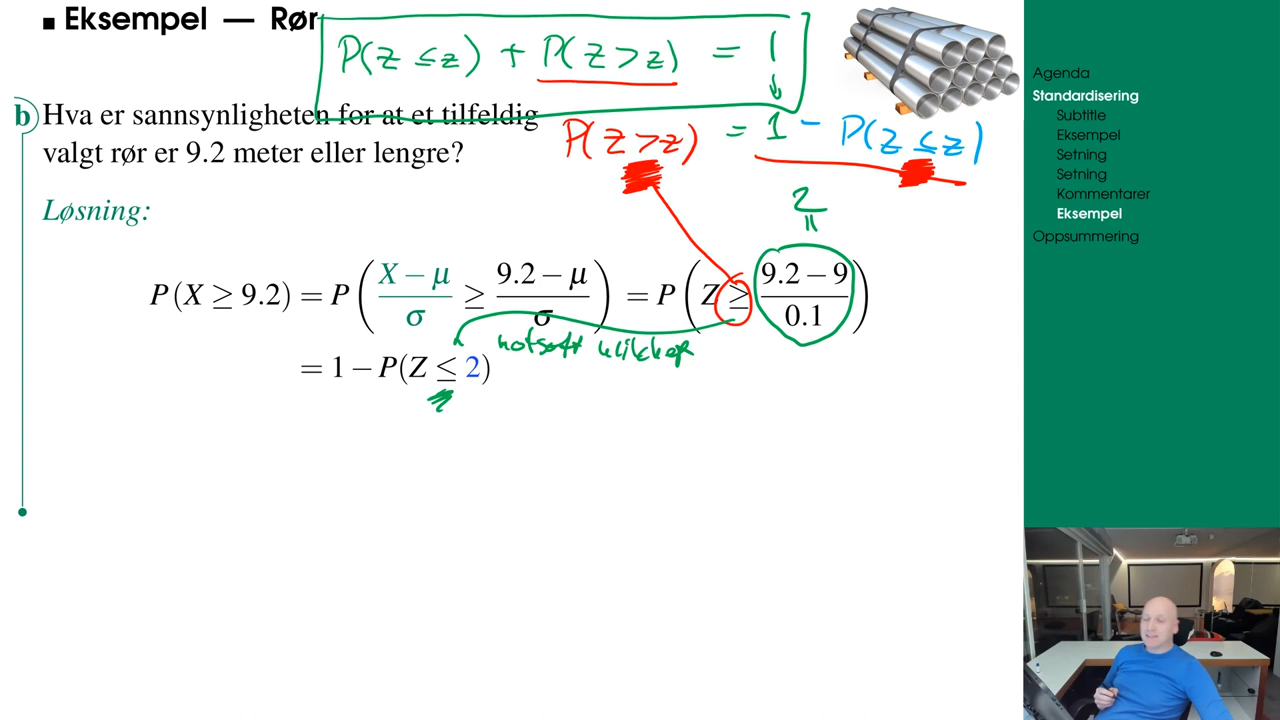 ■ Eksempel — Rør
P(Z ≤ z) + P(Z > z) = 1
b) Hva er sannsynligheten for at et tilfeldig
valgt rør er 9.2 meter eller lengre?
P(Z > z) = 1 - P(Z ≤ z)
Løsning:
2
=
P(X ≥ 9.2) = P((X − μ)/σ ≥ (9.2 − μ)/σ) = P(Z ≥ (9.2 − 9)/0.1)
motsatt ulikhet
= 1 − P(Z ≤ 2)
Agenda
Standardisering
Subtitle
Eksempel
Setning
Setning
Kommentarer
Eksempel
Oppsummering